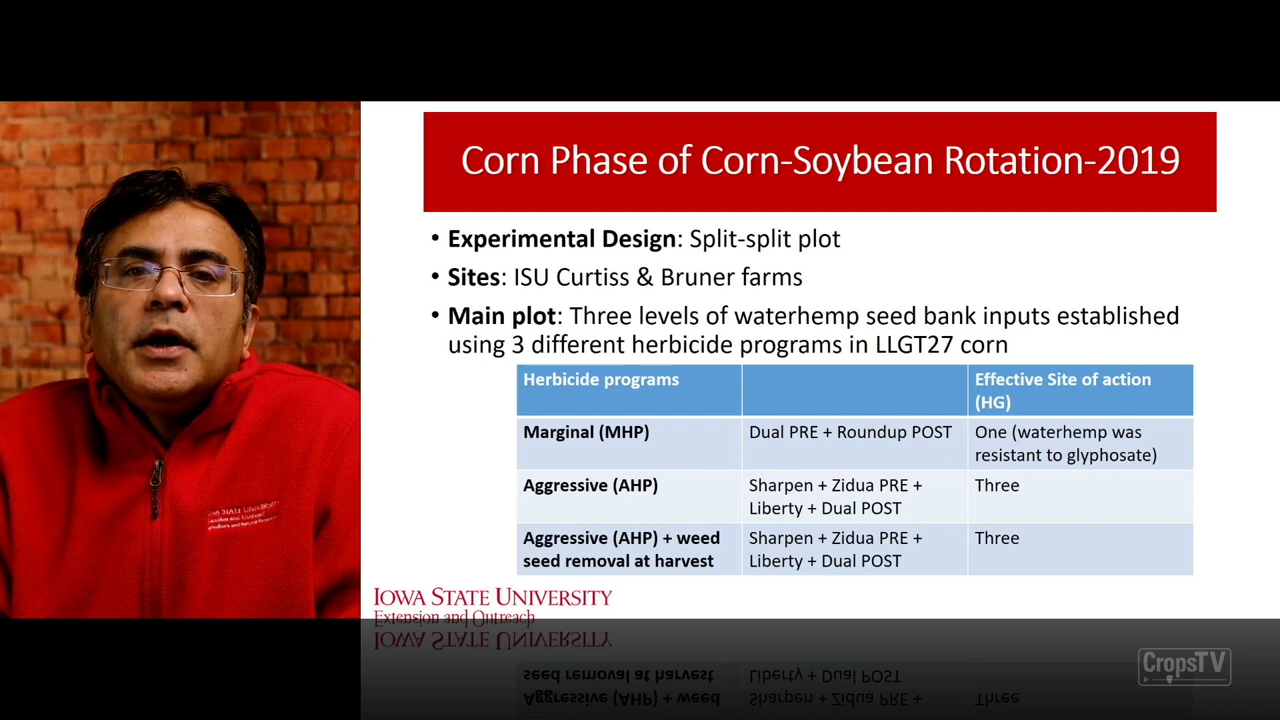 Corn Phase of Corn-Soybean Rotation-2019
• Experimental Design: Split-split plot
• Sites: ISU Curtiss & Bruner farms
• Main plot: Three levels of waterhemp seed bank inputs established
using 3 different herbicide programs in LLGT27 corn
Herbicide programs
Effective Site of action
(HG)
Marginal (MHP)
Dual PRE + Roundup POST
One (waterhemp was
resistant to glyphosate)
Aggressive (AHP)
Sharpen + Zidua PRE +
Liberty + Dual POST
Three
Aggressive (AHP) + weed
seed removal at harvest
Sharpen + Zidua PRE +
Liberty + Dual POST
Three
IOWA STATE UNIVERSITY
Extension and Outreach
CropsTV